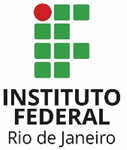 INSTITUTO
FEDERAL
Rio de Janeiro